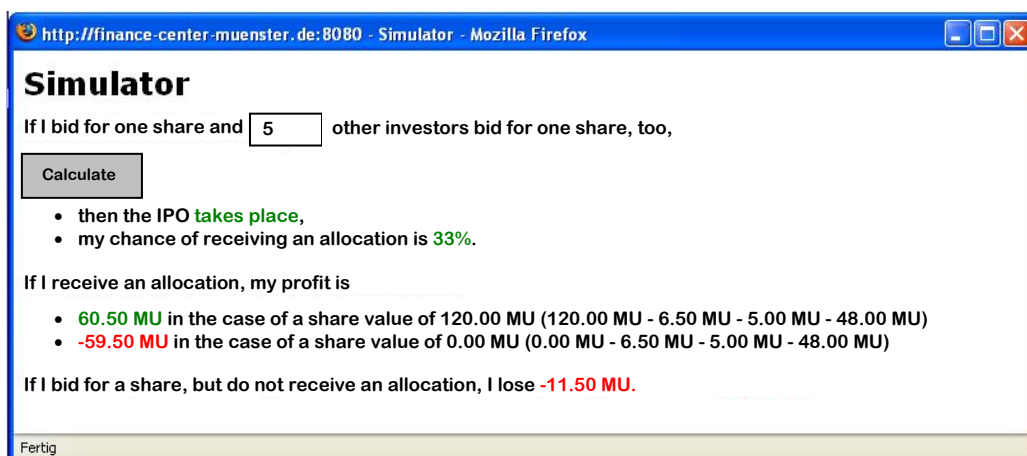 http://finance-center-muenster.de:8080 - Simulator - Mozilla Firefox
Simulator
If I bid for one share and 5 other investors bid for one share, too,
Calculate
• then the IPO takes place,
• my chance of receiving an allocation is 33%.
If I receive an allocation, my profit is
• 60.50 MU in the case of a share value of 120.00 MU (120.00 MU - 6.50 MU - 5.00 MU - 48.00 MU)
• -59.50 MU in the case of a share value of 0.00 MU (0.00 MU - 6.50 MU - 5.00 MU - 48.00 MU)
If I bid for a share, but do not receive an allocation, I lose -11.50 MU.
Fertig